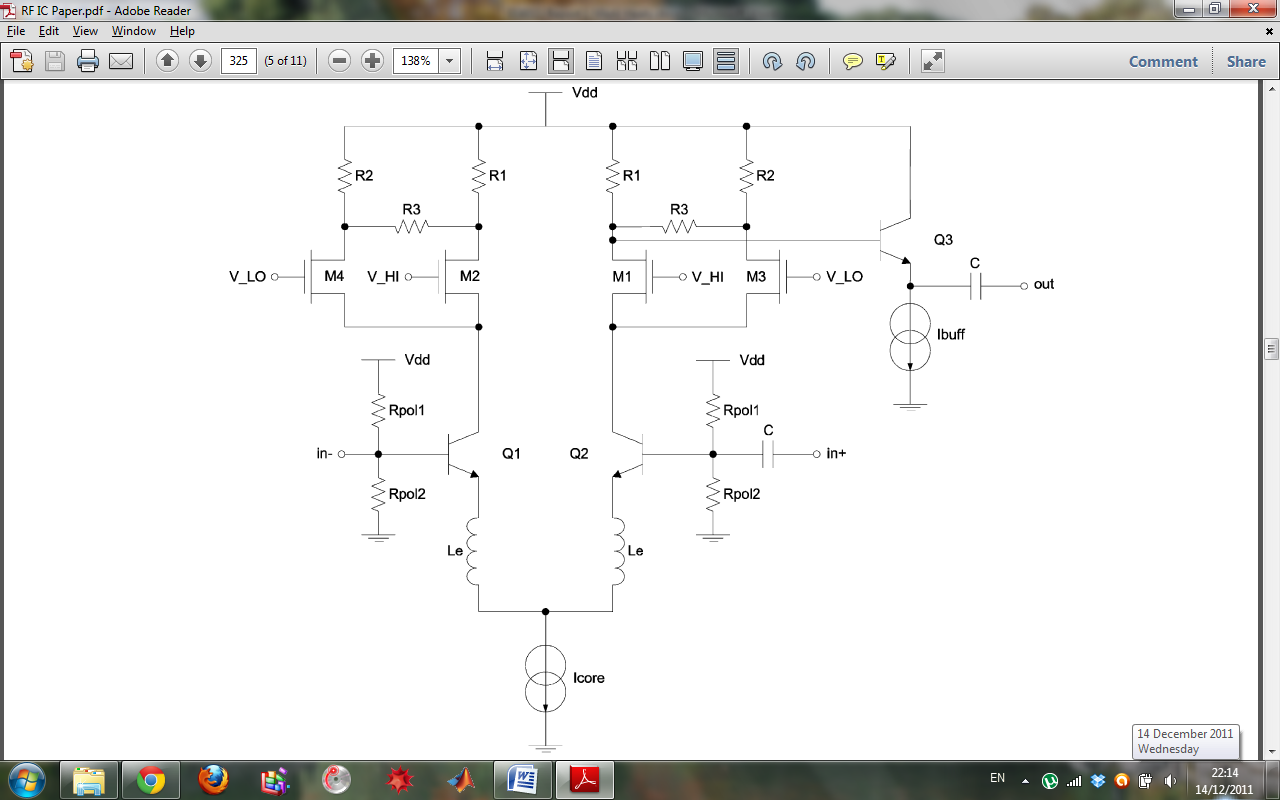 RF IC Paper.pdf - Adobe Reader
File Edit View Window Help
325 (5 of 11) 138% Comment Share
Vdd
R2 R1 R1 R2
R3 R3
Q3
V_LO M4 V_HI M2 M1 V_HI M3 V_LO C out
Ibuff
Vdd Vdd
Rpol1 Rpol1
C
in- Q1 Q2 in+
Rpol2 Rpol2
Le Le
Icore
14 December 2011
Wednesday
EN 22:14
14/12/2011